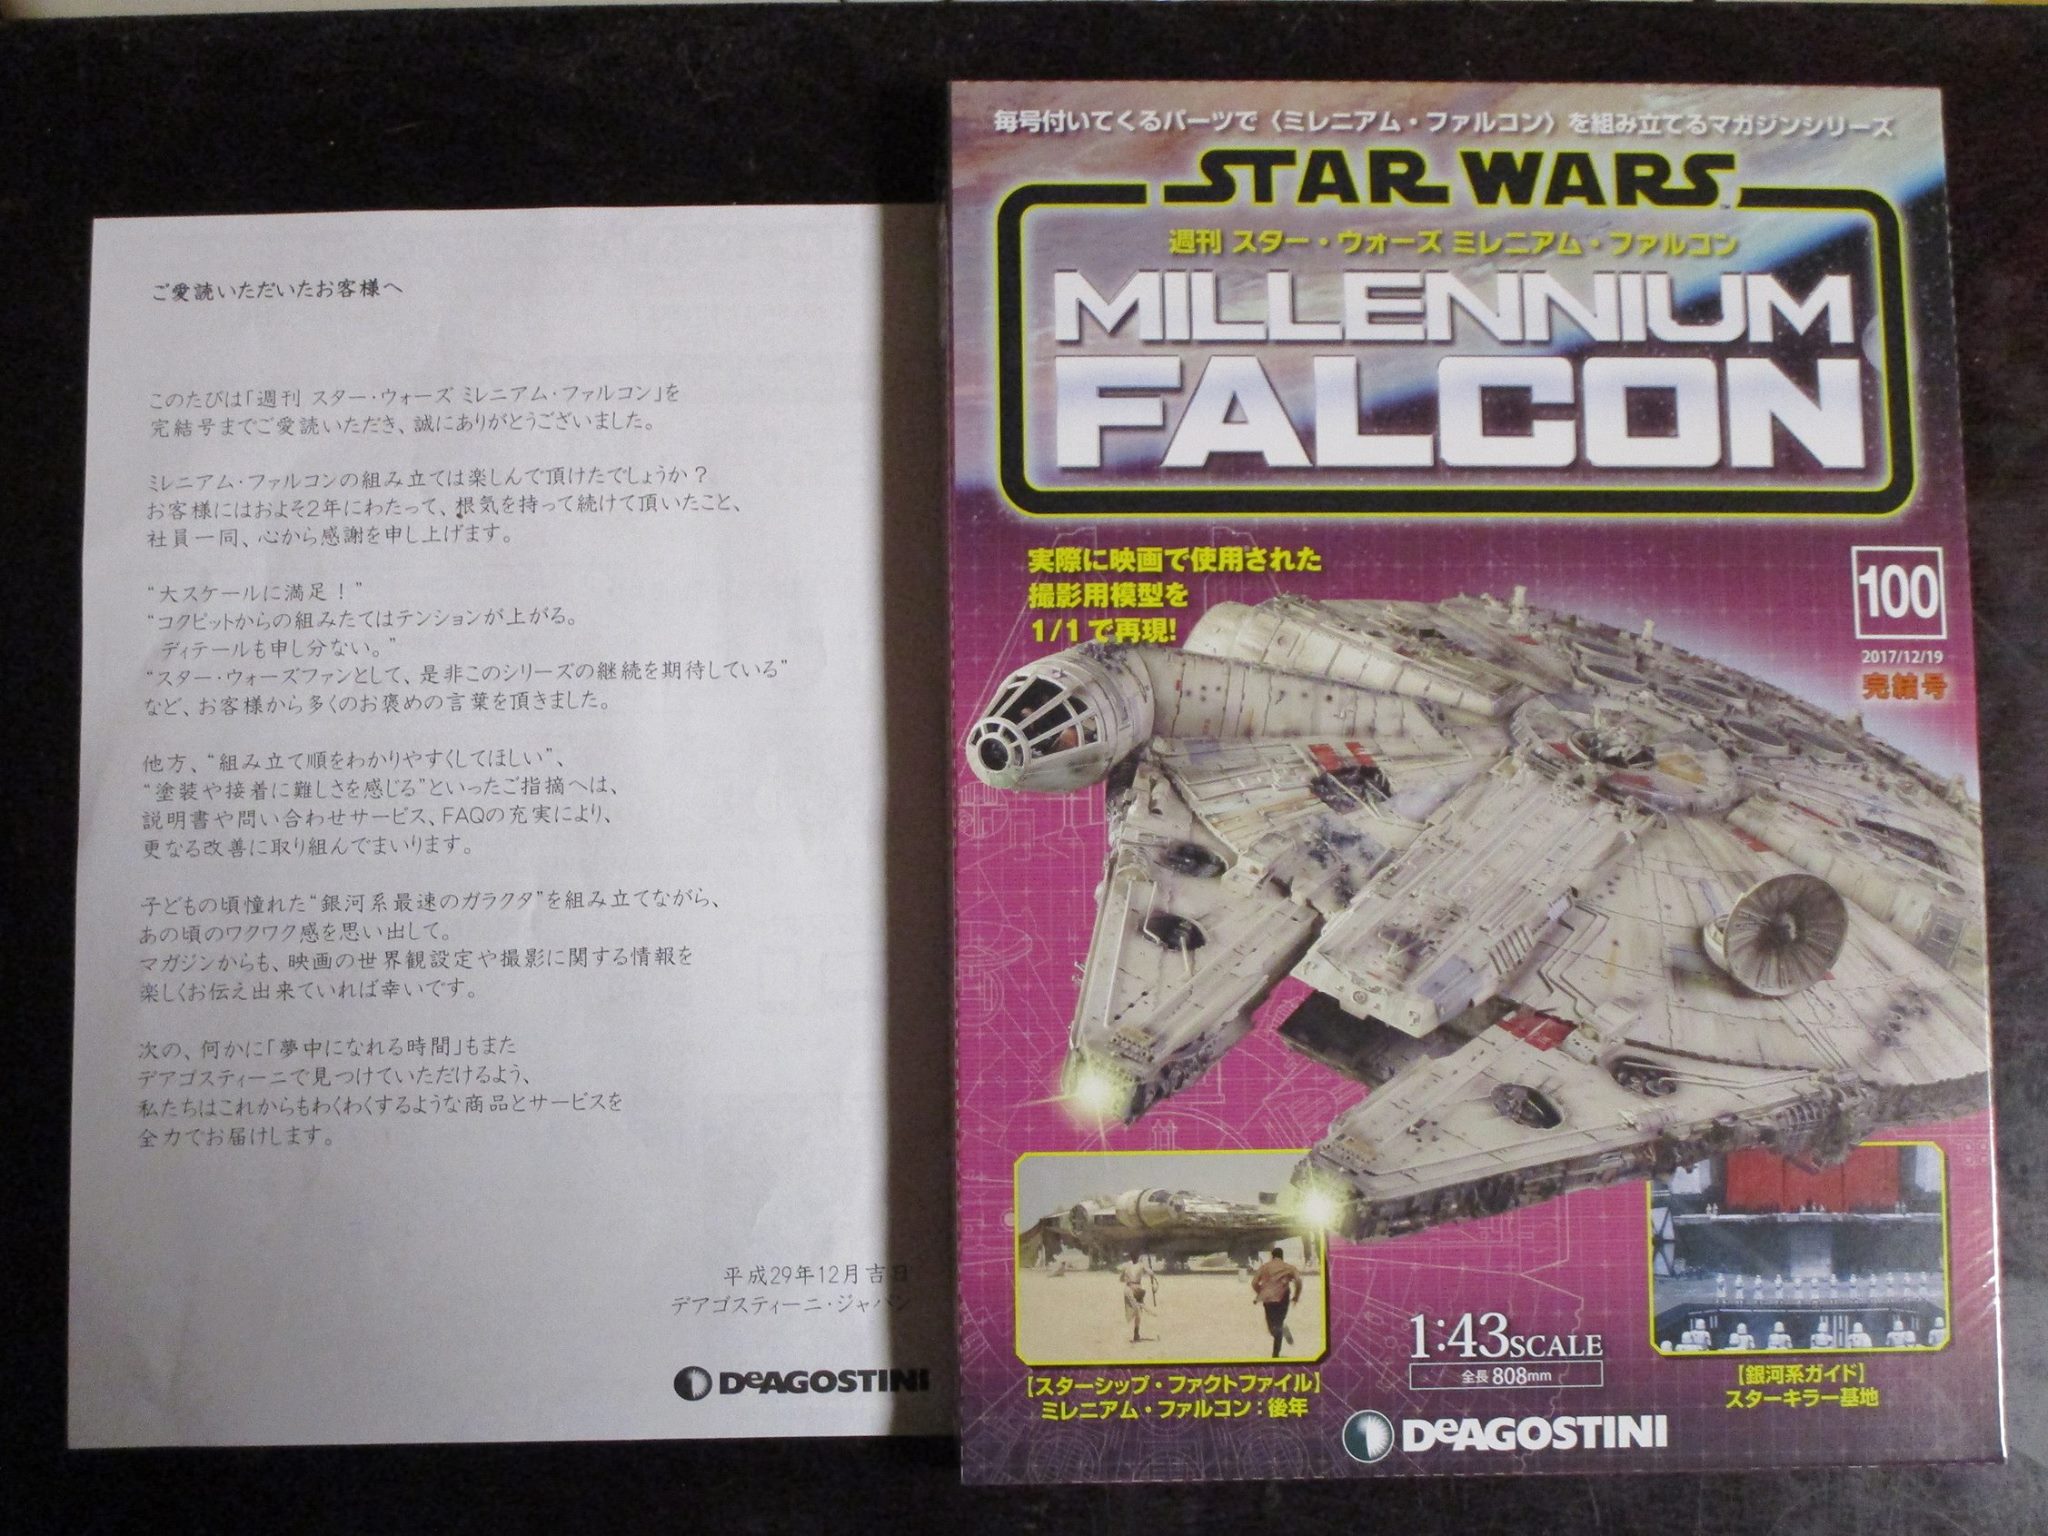 ご愛読いただいたお客様へ
このたびは「週刊 スター・ウォーズ ミレニアム・ファルコン」を
完結号までご愛読いただき、誠にありがとうございました。
ミレニアム・ファルコンの組み立ては楽しんで頂けたでしょうか？
お客様にはおよそ2年にわたって、根気を持って続けて頂いたこと、
社員一同、心から感謝を申し上げます。
“大スケールに満足！”
“コクピットからの組みたてはテンションが上がる。
ディテールも申し分ない。”
“スター・ウォーズファンとして、是非このシリーズの継続を期待している”
など、お客様から多くのお褒めの言葉を頂きました。
他方、“組み立て順をわかりやすくしてほしい”、
“塗装や接着に難しさを感じる”といったご指摘へは、
説明書や問い合わせサービス、FAQの充実により、
更なる改善に取り組んでまいります。
子どもの頃憧れた“銀河系最速のガラクタ”を組み立てながら、
あの頃のワクワク感を思い出して。
マガジンからも、映画の世界観設定や撮影に関する情報を
楽しくお伝え出来ていれば幸いです。
次の、何かに「夢中になれる時間」もまた
デアゴスティーニで見つけていただけるよう、
私たちはこれからもわくわくするような商品とサービスを
全力でお届けします。
平成29年12月吉日
デアゴスティーニ・ジャパン
DeAGOSTINI
毎号付いてくるパーツで〈ミレニアム・ファルコン〉を組み立てるマガジンシリーズ
STAR WARS
週刊 スター・ウォーズ ミレニアム・ファルコン
MILLENNIUM
FALCON
実際に映画で使用された
撮影用模型を
1/1で再現!
100
2017/12/19
完結号
1:43SCALE
全長808mm
【スターシップ・ファクトファイル】
ミレニアム・ファルコン：後年
【銀河系ガイド】
スターキラー基地
DeAGOSTINI